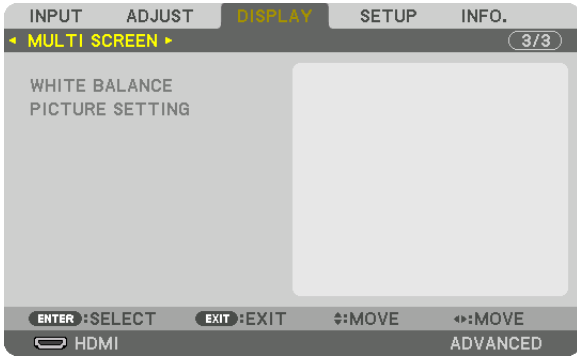 INPUT ADJUST DISPLAY SETUP INFO.
MULTI SCREEN 3/3
WHITE BALANCE
PICTURE SETTING
ENTER :SELECT EXIT :EXIT :MOVE :MOVE
HDMI ADVANCED